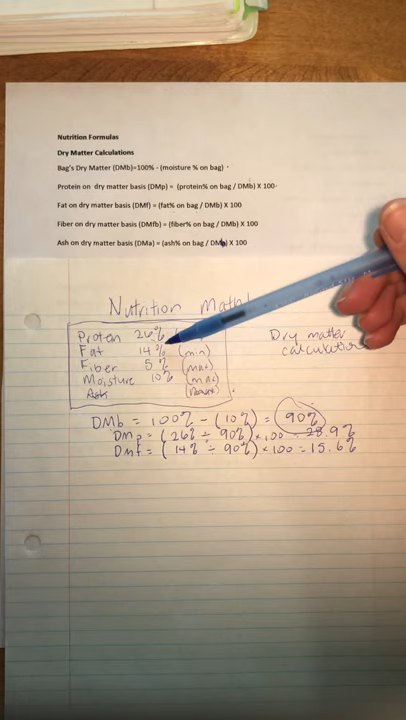 Nutrition Formulas
Dry Matter Calculations
Bag's Dry Matter (DMb)=100% - (moisture % on bag)
Protein on dry matter basis (DMp) = (protein% on bag / DMb) X 100
Fat on dry matter basis (DMf) = (fat% on bag / DMb) X 100
Fiber on dry matter basis (DMfb) = (fiber% on bag / DMb) X 100
Ash on dry matter basis (DMa) = (ash% on bag / DMb) X 100
Nutrition Math
Protein 26%
Fat 14% (min)
Fiber 5% (max)
Moisture 10% (max)
Ash
Dry matter
calculation
DMb = 100% - (10%) = 90%
DMp = (26% ÷ 90%) × 100 = 28.9%
DMf = (14% ÷ 90%) × 100 = 15.6%